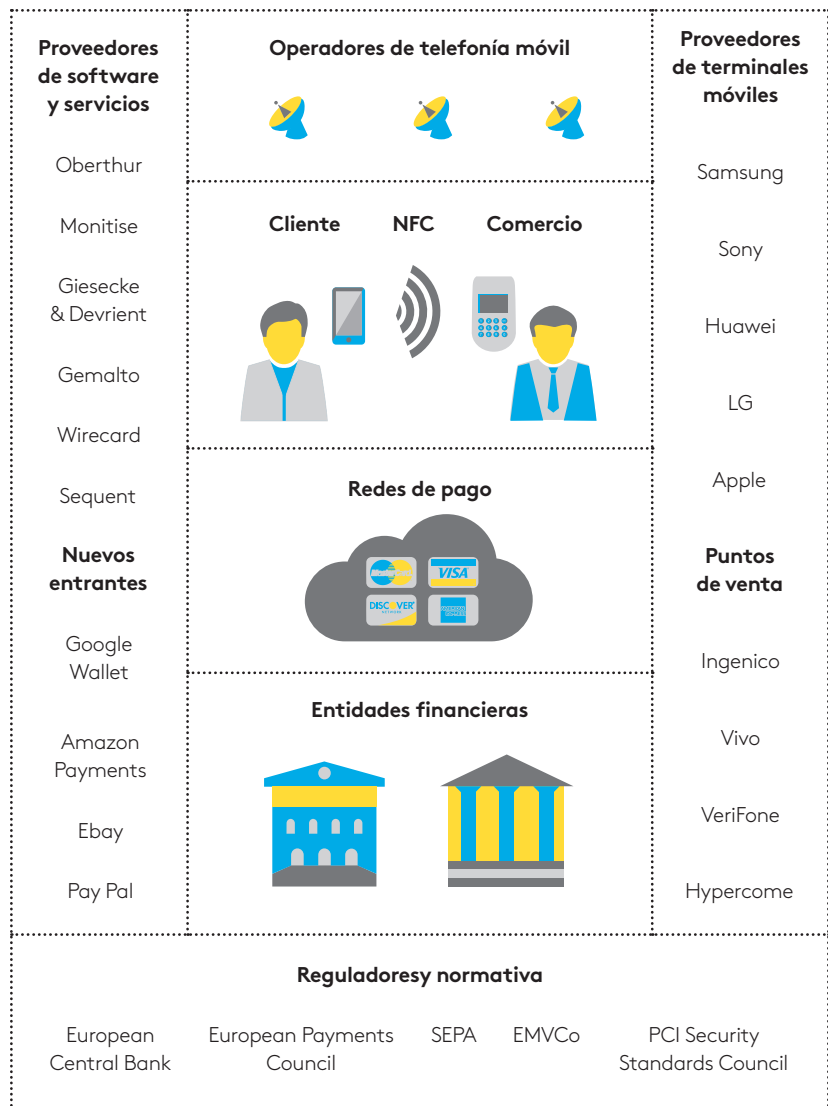 Proveedores
de software
y servicios
Oberthur
Monitise
Giesecke
& Devrient
Gemalto
Wirecard
Sequent
Nuevos
entrantes
Google
Wallet
Amazon
Payments
Ebay
Pay Pal
Operadores de telefonía móvil
Cliente NFC Comercio
Redes de pago
VISA
DISCOVER
NETWORK
Entidades financieras
Proveedores
de terminales
móviles
Samsung
Sony
Huawei
LG
Apple
Puntos
de venta
Ingenico
Vivo
VeriFone
Hypercome
Reguladoresy normativa
European
Central Bank
European Payments
Council
SEPA
EMVCo
PCI Security
Standards Council